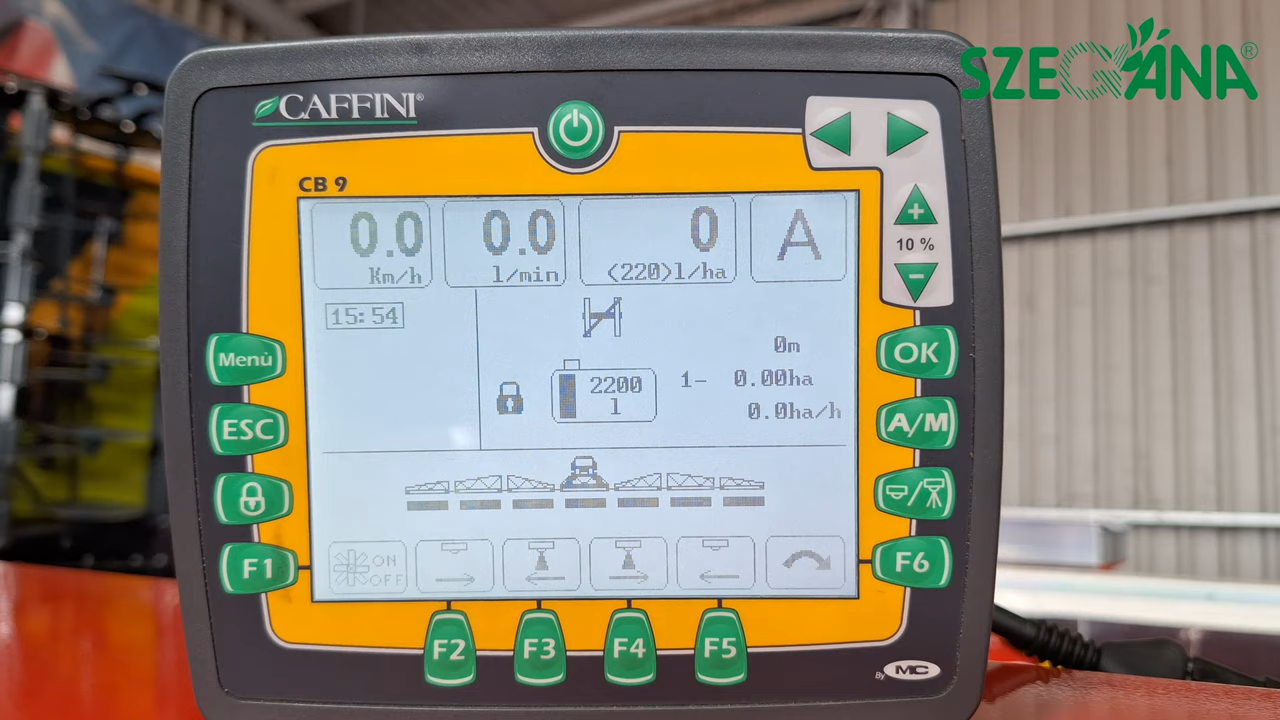 SZEGÁNA®
CAFFINI®
CB 9
0.0
Km/h
0.0
l/min
0
(220)l/ha
A
+
10 %
−
15:54
0m
2200
l
1- 0.00ha
0.0ha/h
Menù
ESC
F1
OK
A/M
F6
ON
OFF
F2
F3
F4
F5
By MC